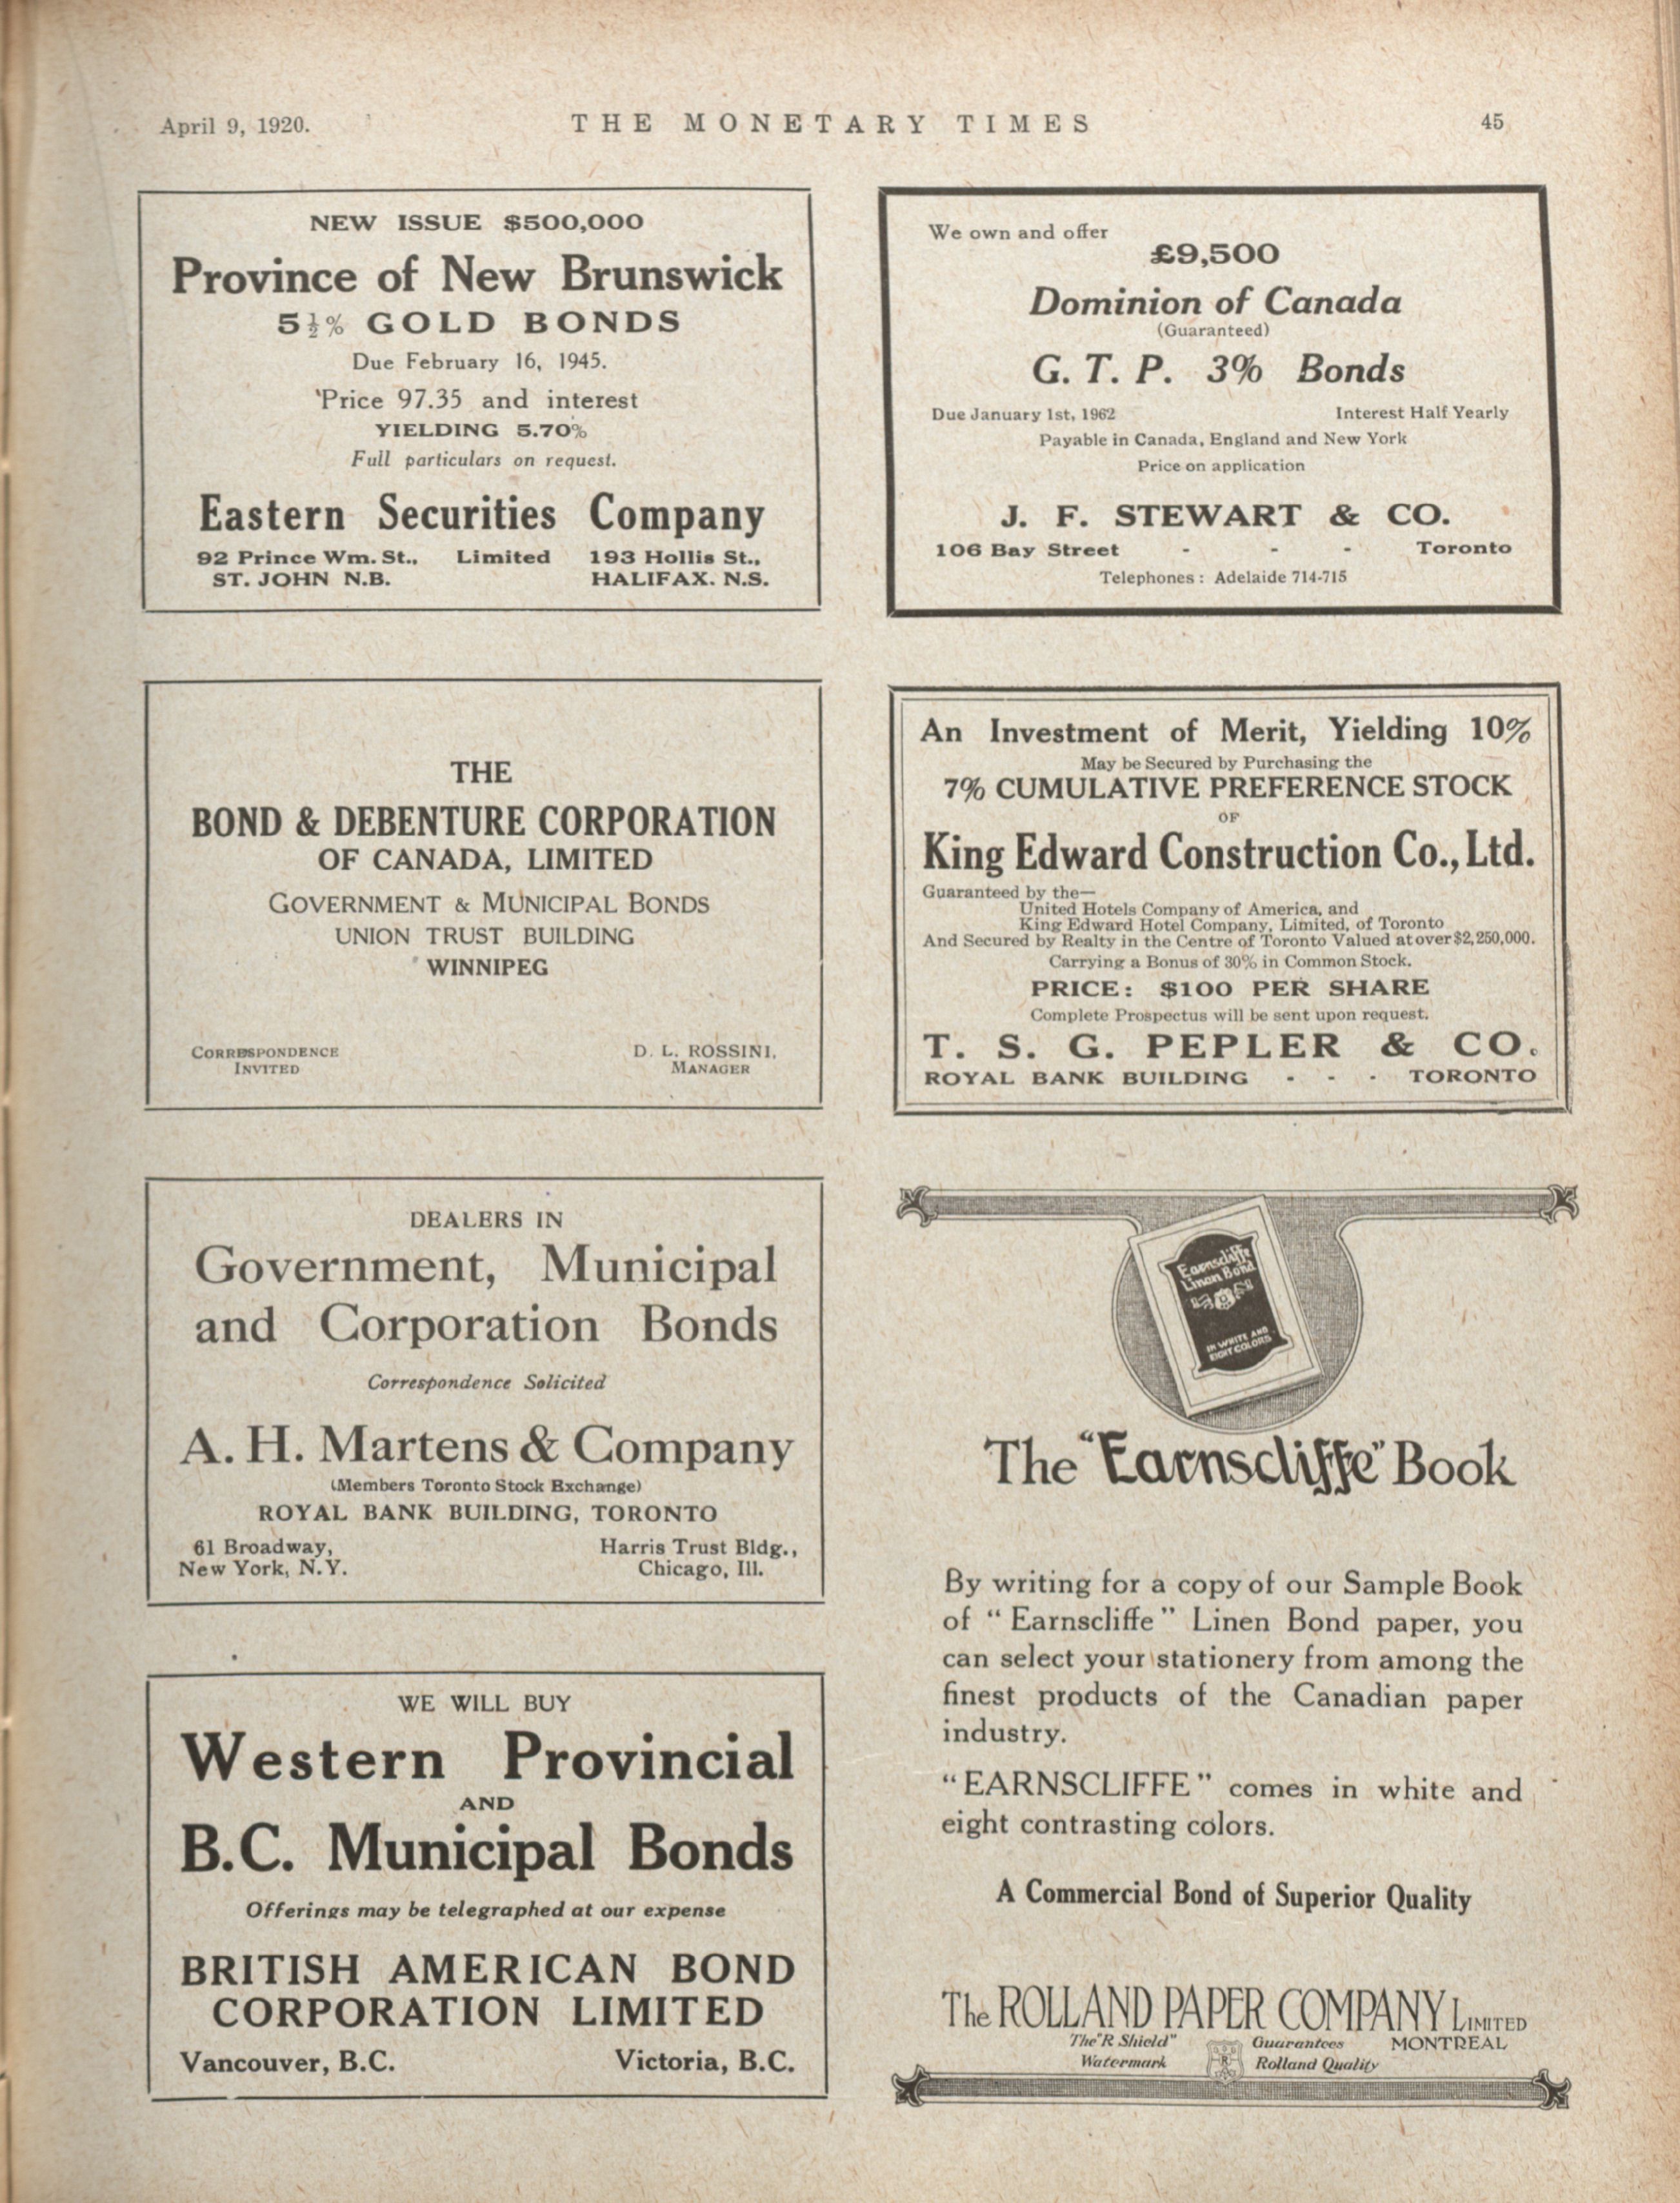 April 9, 1920.
THE MONETARY TIMES
45
NEW ISSUE $500,000
Province of New Brunswick
5½% GOLD BONDS
Due February 16, 1945.
'Price 97.35 and interest
YIELDING 5.70%
Full particulars on request.
Eastern Securities Company
92 Prince Wm. St., Limited 193 Hollis St.,
ST. JOHN N.B. HALIFAX. N.S.
THE
BOND & DEBENTURE CORPORATION
OF CANADA, LIMITED
GOVERNMENT & MUNICIPAL BONDS
UNION TRUST BUILDING
WINNIPEG
CORRESPONDENCE D. L. ROSSINI,
INVITED MANAGER
DEALERS IN
Government, Municipal
and Corporation Bonds
Correspondence Solicited
A. H. Martens & Company
(Members Toronto Stock Exchange)
ROYAL BANK BUILDING, TORONTO
61 Broadway, Harris Trust Bldg.,
New York, N.Y. Chicago, Ill.
WE WILL BUY
Western Provincial
AND
B.C. Municipal Bonds
Offerings may be telegraphed at our expense
BRITISH AMERICAN BOND
CORPORATION LIMITED
Vancouver, B.C. Victoria, B.C.
We own and offer
£9,500
Dominion of Canada
(Guaranteed)
G. T. P. 3% Bonds
Due January 1st, 1962 Interest Half Yearly
Payable in Canada, England and New York
Price on application
J. F. STEWART & CO.
106 Bay Street - - - Toronto
Telephones : Adelaide 714-715
An Investment of Merit, Yielding 10%
May be Secured by Purchasing the
7% CUMULATIVE PREFERENCE STOCK
OF
King Edward Construction Co., Ltd.
Guaranteed by the—
United Hotels Company of America, and
King Edward Hotel Company, Limited, of Toronto
And Secured by Realty in the Centre of Toronto Valued at over $2,250,000.
Carrying a Bonus of 30% in Common Stock.
PRICE: $100 PER SHARE
Complete Prospectus will be sent upon request.
T. S. G. PEPLER & CO.
ROYAL BANK BUILDING - - - TORONTO
Earnscliffe
Linen Bond
IN WHITE AND
EIGHT COLORS
The "Earnscliffe" Book
By writing for a copy of our Sample Book
of " Earnscliffe " Linen Bond paper, you
can select your stationery from among the
finest products of the Canadian paper
industry.
"EARNSCLIFFE" comes in white and
eight contrasting colors.
A Commercial Bond of Superior Quality
The ROLLAND PAPER COMPANY LIMITED
The "R Shield" Guarantees MONTREAL
Watermark R Rolland Quality